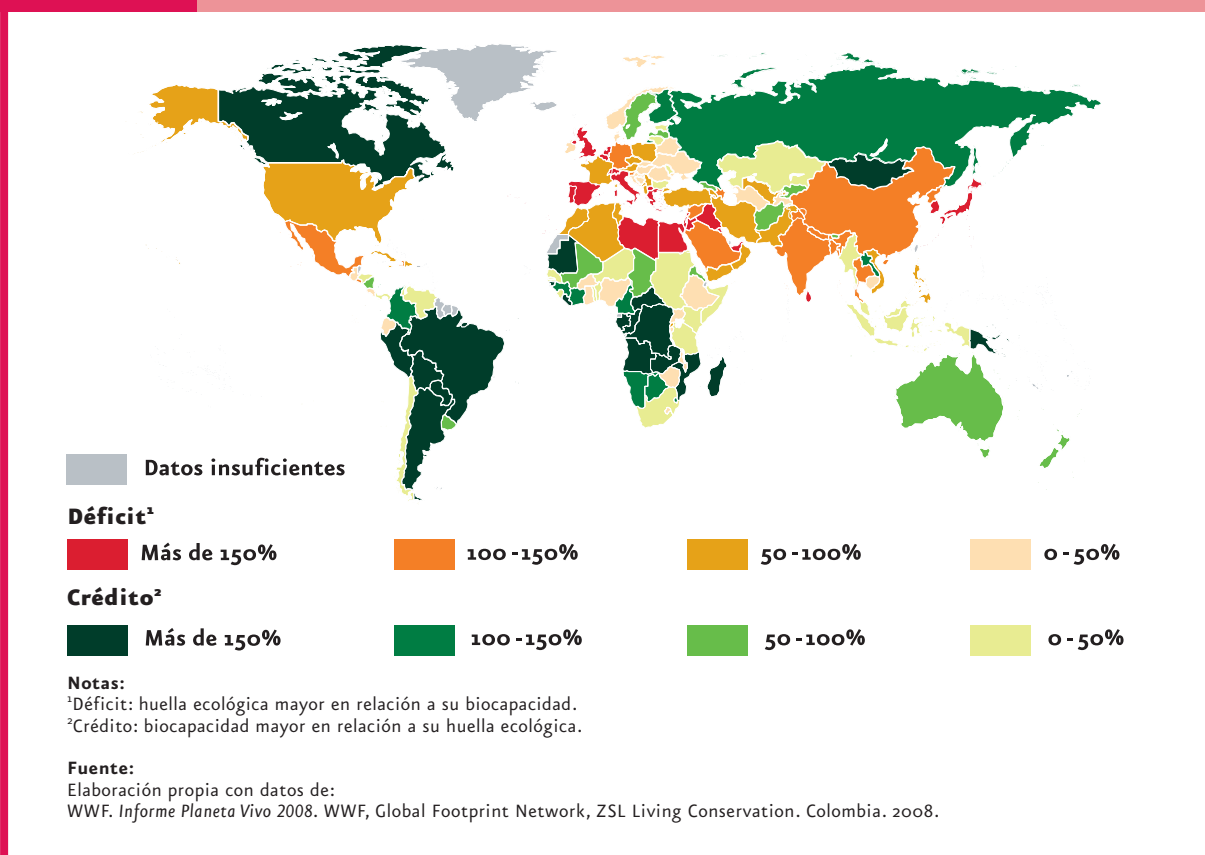 Datos insuficientes
Déficit¹
Más de 150%
100-150%
50-100%
0-50%
Crédito²
Más de 150%
100-150%
50-100%
0-50%
Notas:
¹Déficit: huella ecológica mayor en relación a su biocapacidad.
²Crédito: biocapacidad mayor en relación a su huella ecológica.
Fuente:
Elaboración propia con datos de:
WWF. Informe Planeta Vivo 2008. WWF, Global Footprint Network, ZSL Living Conservation. Colombia. 2008.